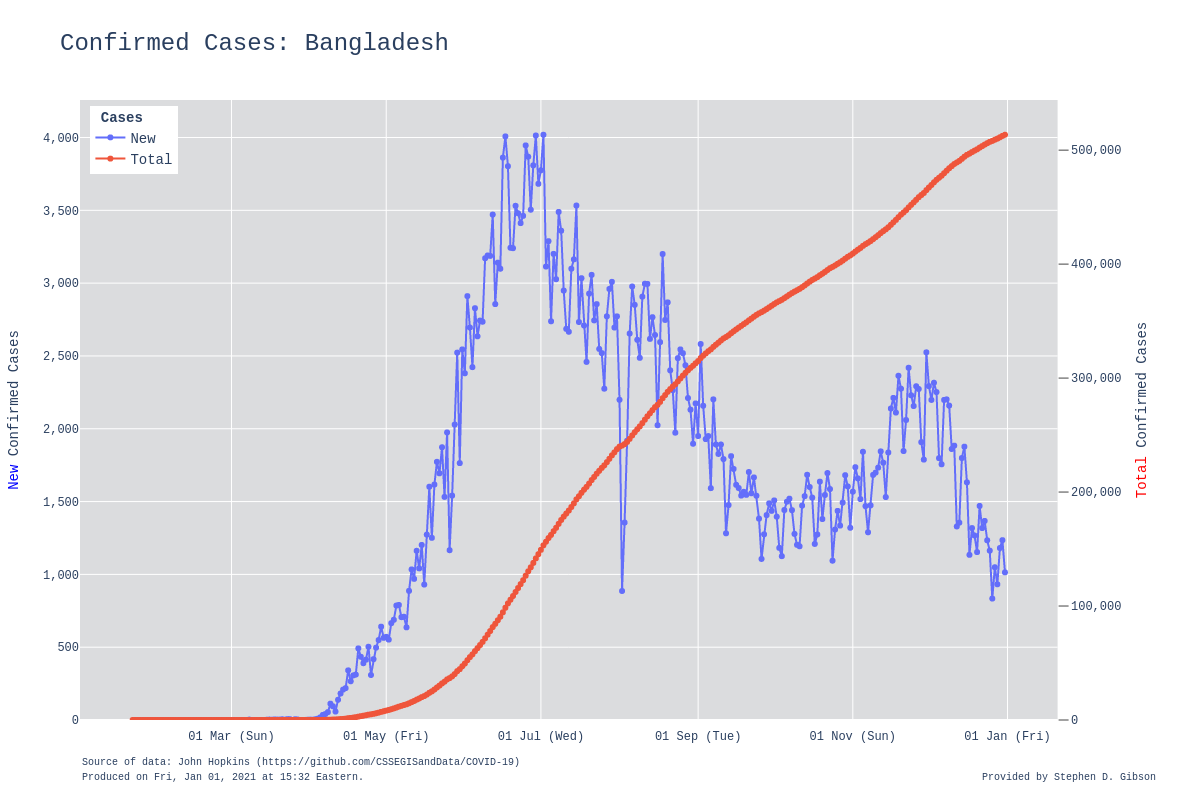 Confirmed Cases: Bangladesh
Cases
New
Total
4,000
3,500
3,000
2,500
2,000
1,500
1,000
500
0
New Confirmed Cases
500,000
400,000
300,000
200,000
100,000
0
Total Confirmed Cases
01 Mar (Sun)
01 May (Fri)
01 Jul (Wed)
01 Sep (Tue)
01 Nov (Sun)
01 Jan (Fri)
Source of data: John Hopkins (https://github.com/CSSEGISandData/COVID-19)
Produced on Fri, Jan 01, 2021 at 15:32 Eastern.
Provided by Stephen D. Gibson